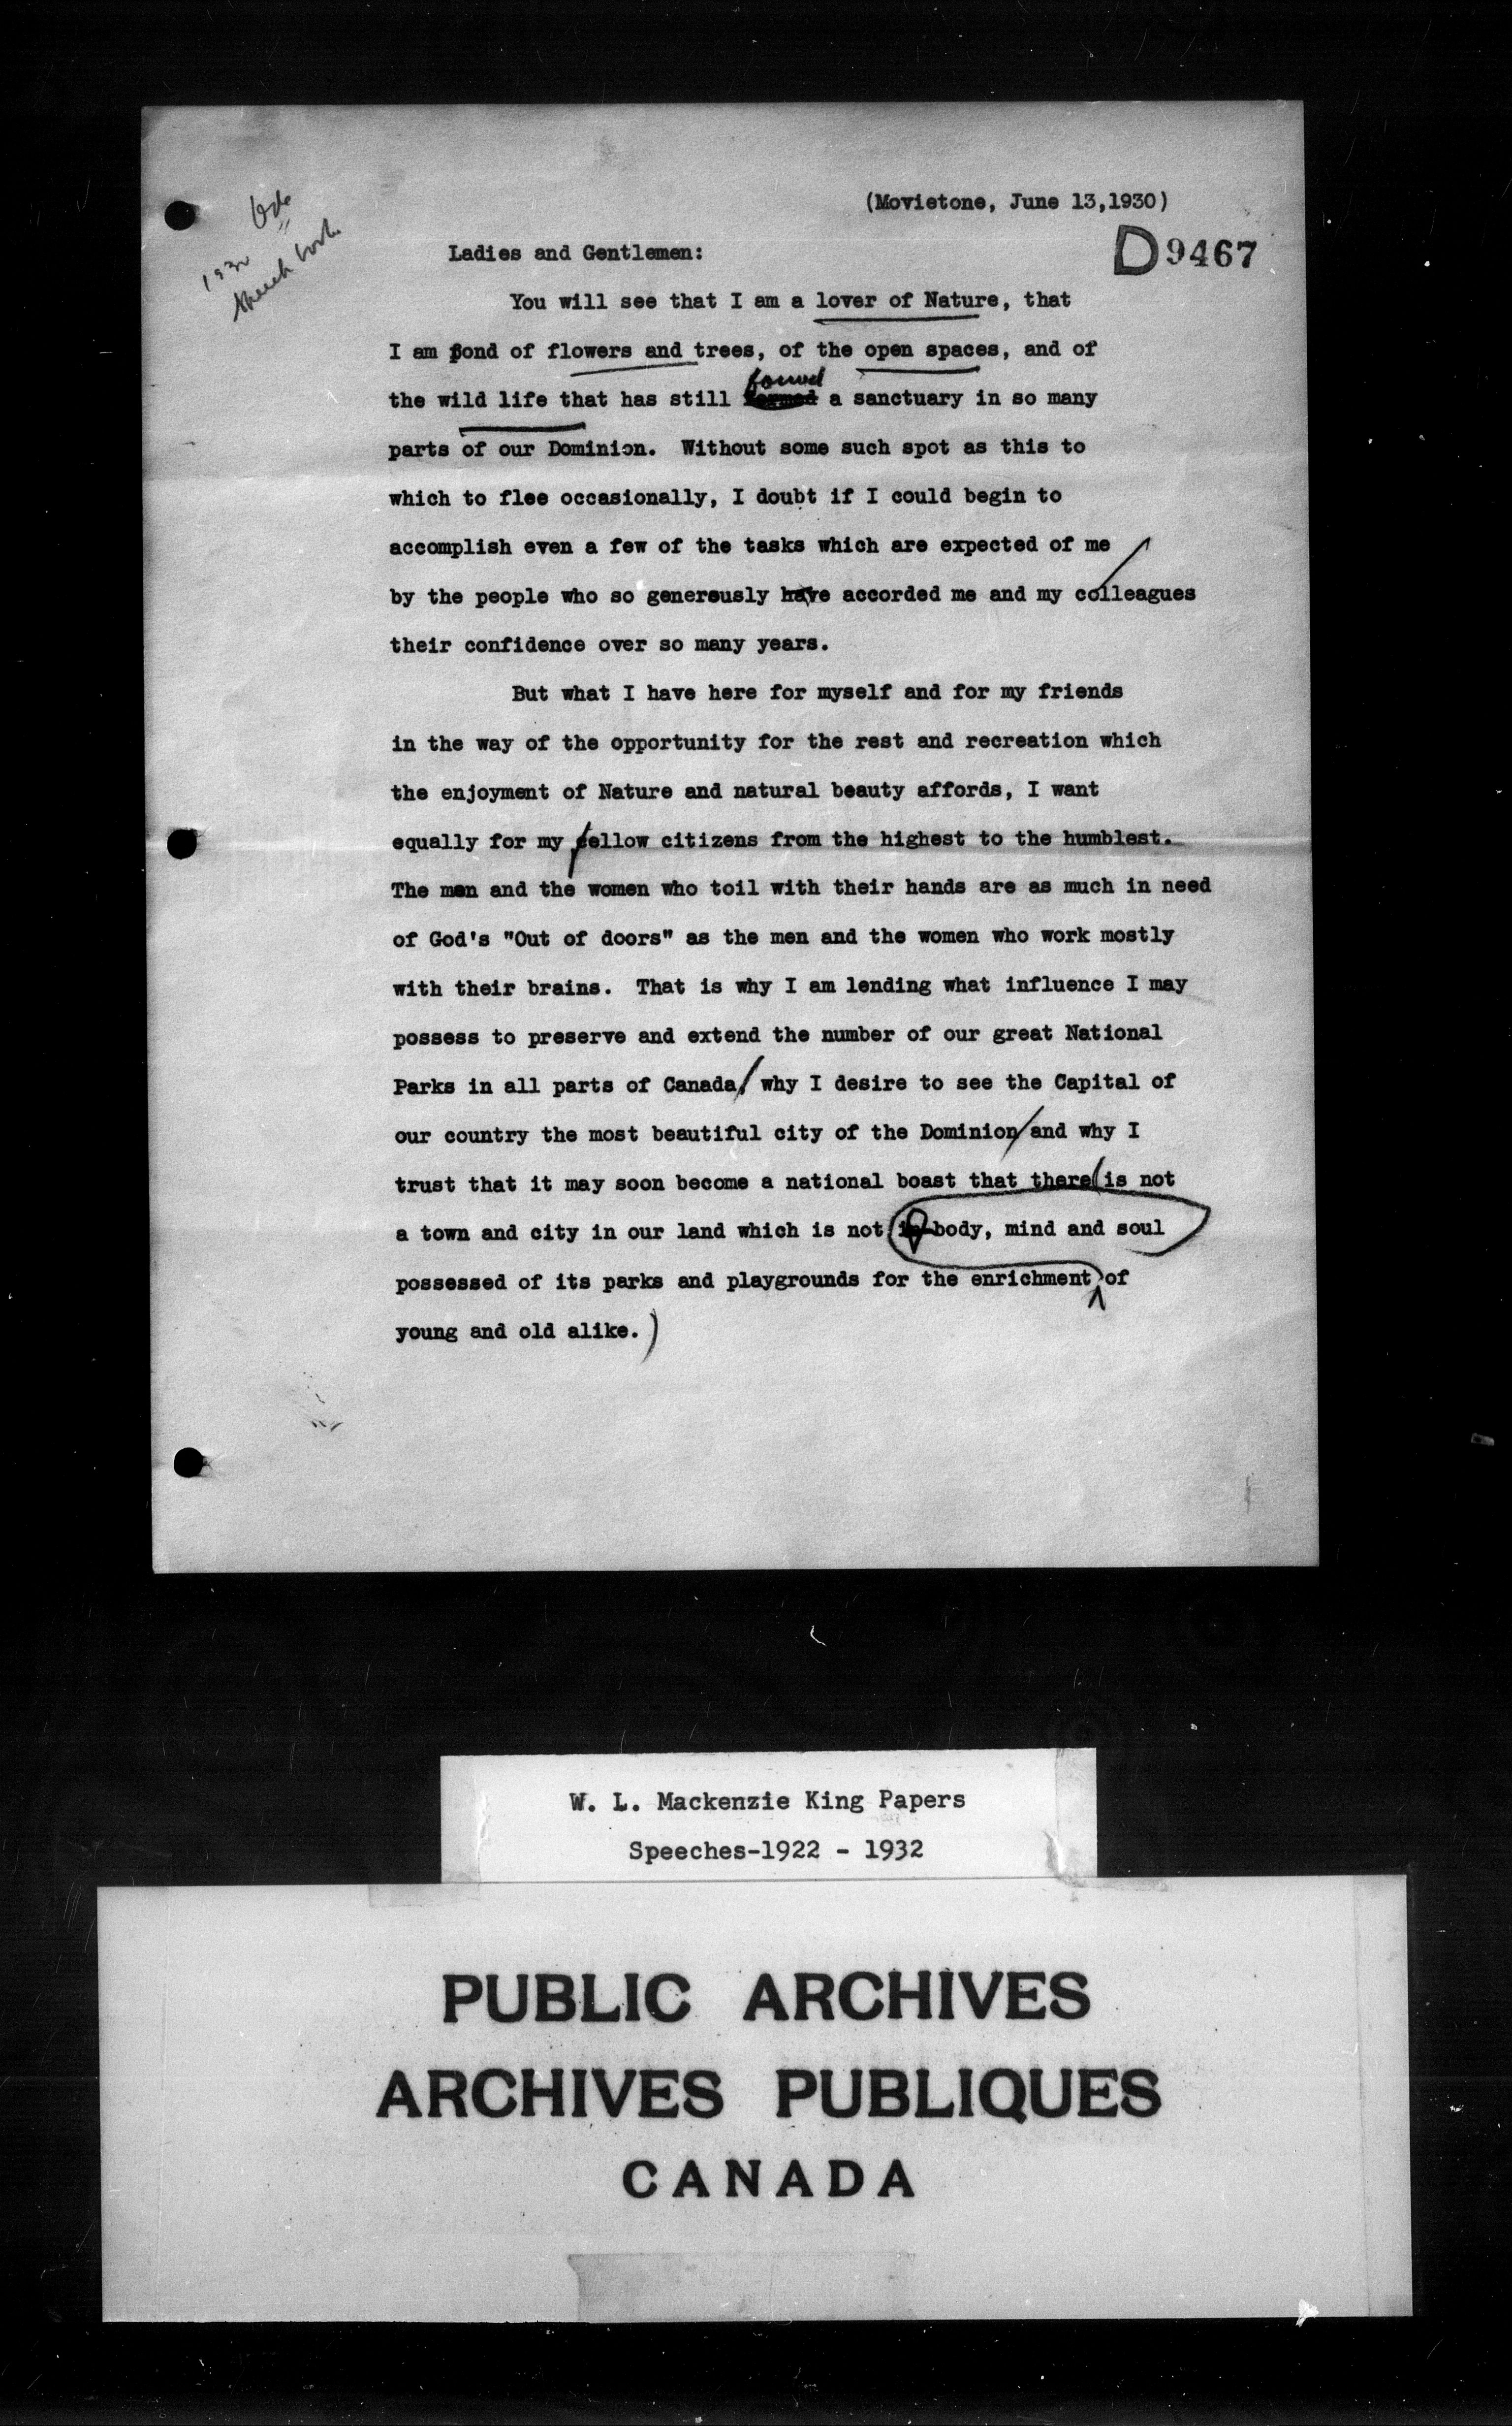 (Movietone, June 13,1930)
D9467
1930
Speech
Ladies and Gentlemen:
You will see that I am a lover of Nature, that
I am fond of flowers and trees, of the open spaces, and of
found
the wild life that has still formed a sanctuary in so many
parts of our Dominion. Without some such spot as this to
which to flee occasionally, I doubt if I could begin to
accomplish even a few of the tasks which are expected of me
by the people who so generously have accorded me and my colleagues
their confidence over so many years.
But what I have here for myself and for my friends
in the way of the opportunity for the rest and recreation which
the enjoyment of Nature and natural beauty affords, I want
equally for my fellow citizens from the highest to the humblest.
The men and the women who toil with their hands are as much in need
of God's "Out of doors" as the men and the women who work mostly
with their brains. That is why I am lending what influence I may
possess to preserve and extend the number of our great National
Parks in all parts of Canada, why I desire to see the Capital of
our country the most beautiful city of the Dominion and why I
trust that it may soon become a national boast that there is not
a town and city in our land which is not in body, mind and soul
possessed of its parks and playgrounds for the enrichment of
young and old alike.
W. L. Mackenzie King Papers
Speeches-1922 - 1932
PUBLIC ARCHIVES
ARCHIVES PUBLIQUES
CANADA